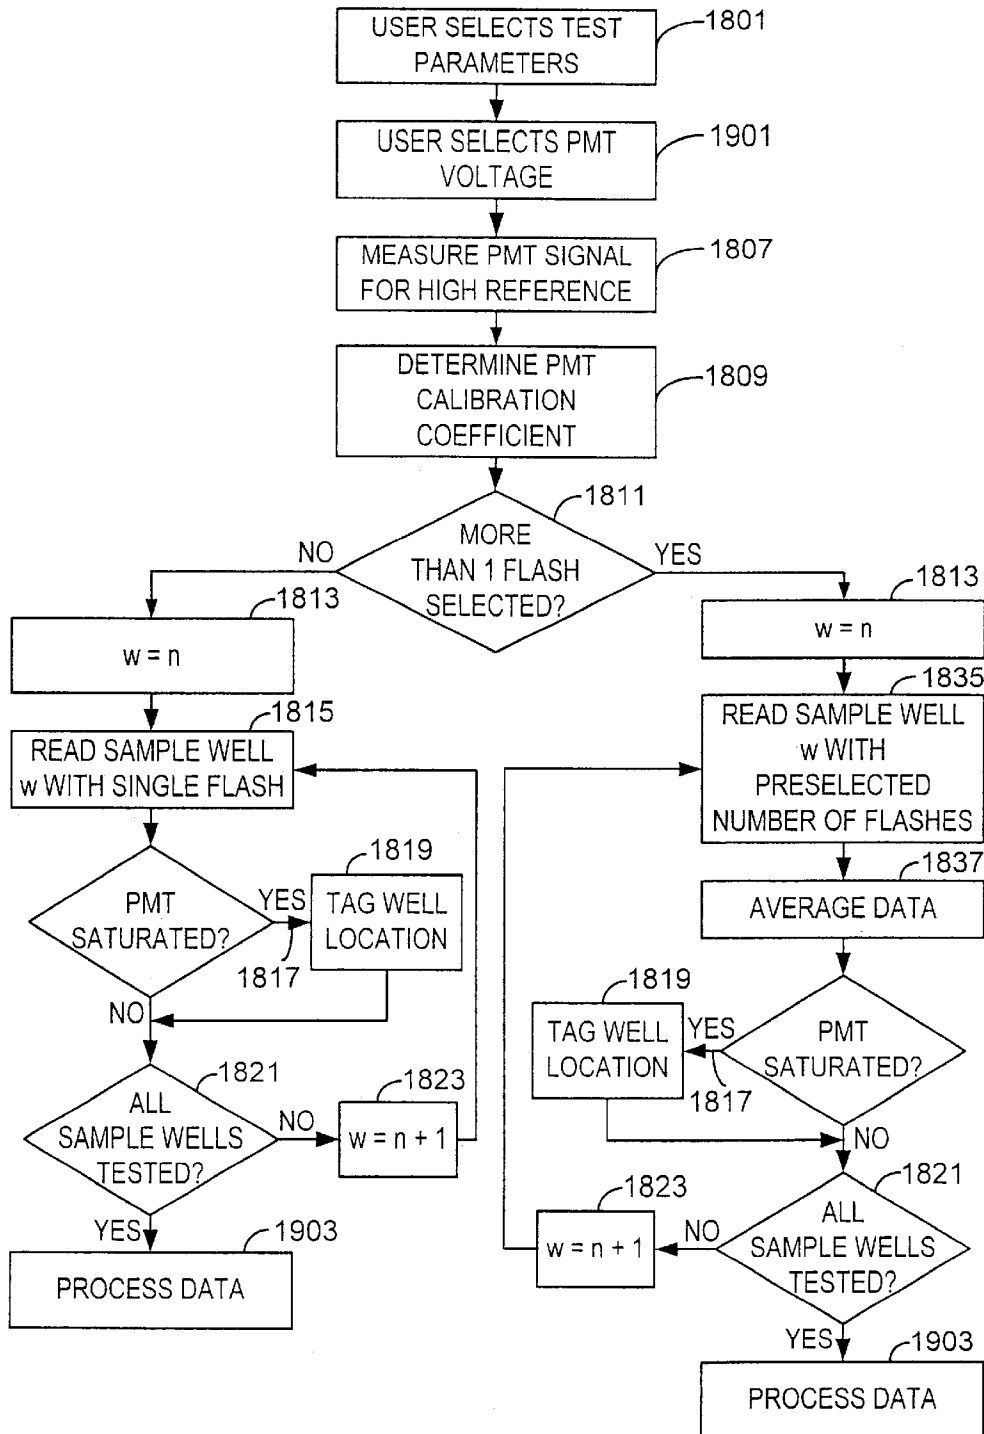 USER SELECTS TEST
PARAMETERS
1801
USER SELECTS PMT
VOLTAGE
1901
MEASURE PMT SIGNAL
FOR HIGH REFERENCE
1807
DETERMINE PMT
CALIBRATION
COEFFICIENT
1809
MORE
THAN 1 FLASH
SELECTED?
1811
NO
YES
1813
w = n
1815
READ SAMPLE WELL
w WITH SINGLE FLASH
PMT
SATURATED?
YES
1817
1819
TAG WELL
LOCATION
NO
1821
ALL
SAMPLE WELLS
TESTED?
NO
1823
w = n + 1
YES
1903
PROCESS DATA
1813
w = n
1835
READ SAMPLE WELL
w WITH
PRESELECTED
NUMBER OF FLASHES
1837
AVERAGE DATA
PMT
SATURATED?
YES
1817
1819
TAG WELL
LOCATION
NO
1821
ALL
SAMPLE WELLS
TESTED?
NO
1823
w = n + 1
YES
1903
PROCESS DATA